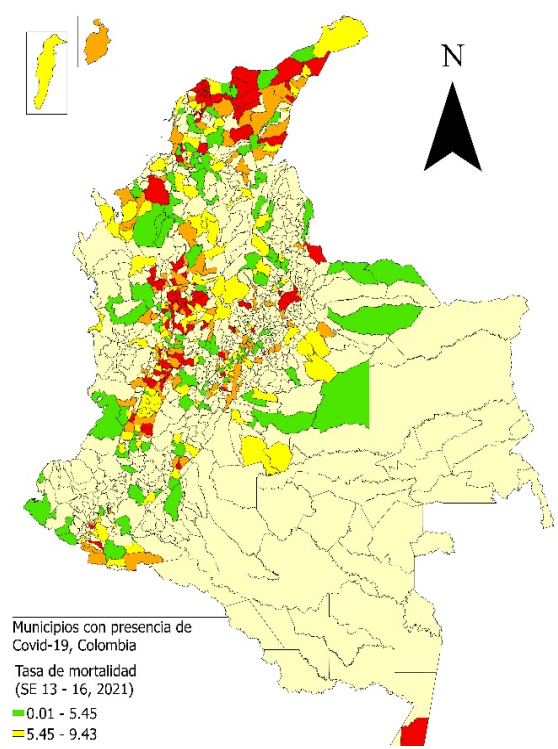 N
Municipios con presencia de
Covid-19, Colombia
Tasa de mortalidad
(SE 13 - 16, 2021)
0.01 - 5.45
5.45 - 9.43